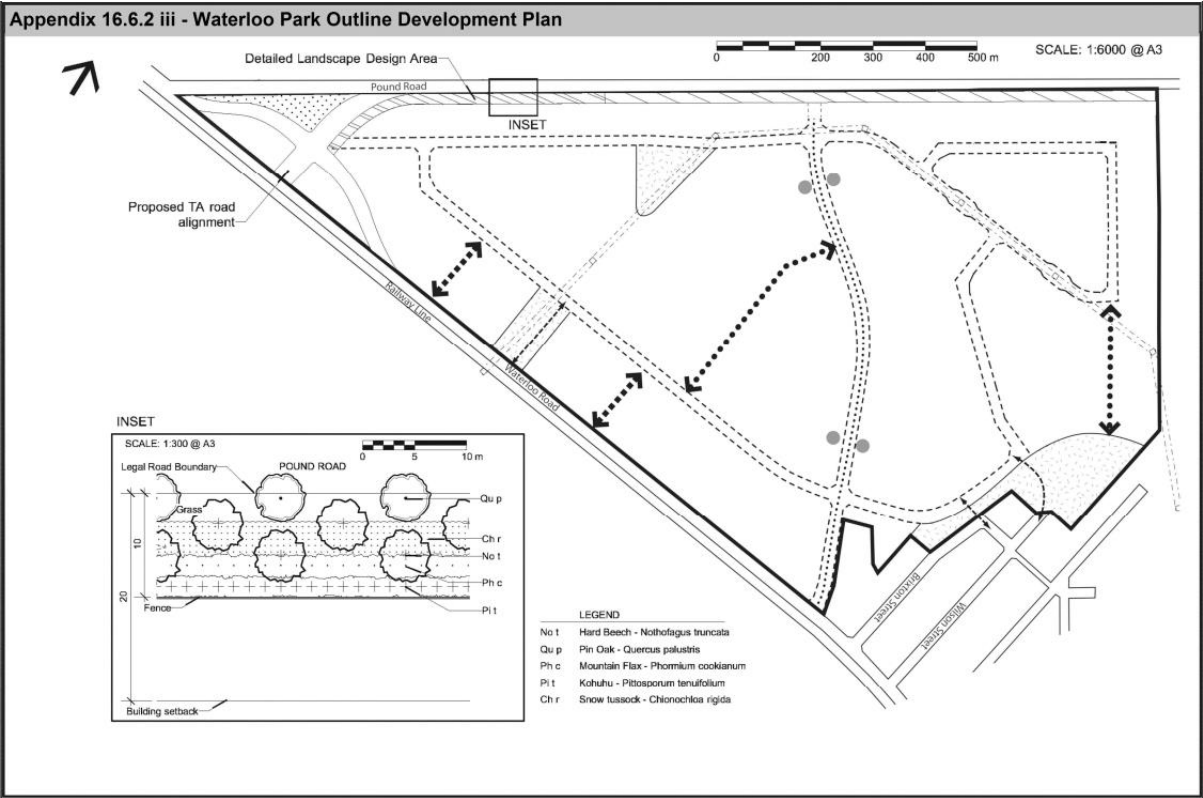 Appendix 16.6.2 iii - Waterloo Park Outline Development Plan
Detailed Landscape Design Area
0 200 300 400 500 m
SCALE: 1:6000 @ A3
Pound Road
INSET
Proposed TA road
alignment
Railway Line
Waterloo Road
Brixton Street
Wilson Street
INSET
SCALE: 1:300 @ A3
0 5 10 m
Legal Road Boundary
POUND ROAD
Grass
Qu p
Ch r
No t
Ph c
Pi t
10
20
Fence
Building setback
LEGEND
No t Hard Beech - Nothofagus truncata
Qu p Pin Oak - Quercus palustris
Ph c Mountain Flax - Phormium cookianum
Pi t Kohuhu - Pittosporum tenuifolium
Ch r Snow tussock - Chionochloa rigida